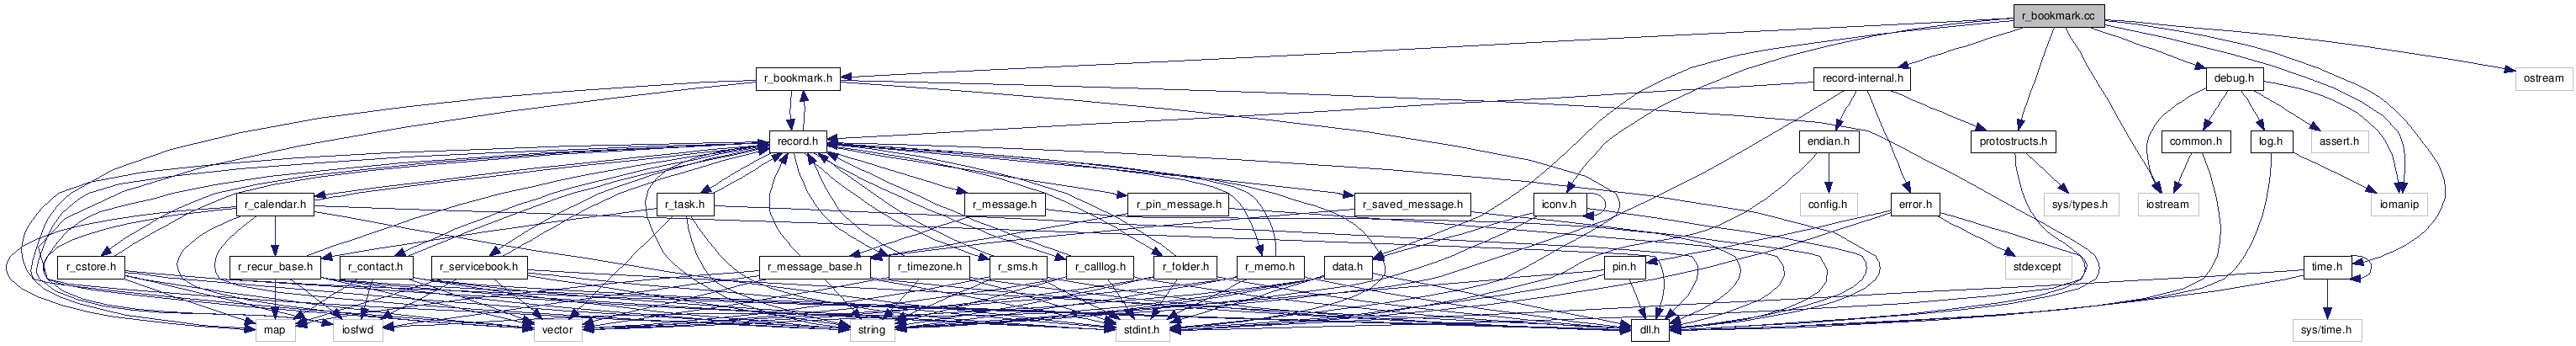 r_bookmark.cc
r_bookmark.h
record-internal.h
debug.h
ostream
record.h
endian.h
protostructs.h
common.h
log.h
assert.h
r_calendar.h
r_task.h
r_message.h
r_pin_message.h
r_saved_message.h
iconv.h
config.h
error.h
sys/types.h
iostream
iomanip
r_cstore.h
r_recur_base.h
r_contact.h
r_servicebook.h
r_message_base.h
r_timezone.h
r_sms.h
r_calllog.h
r_folder.h
r_memo.h
data.h
pin.h
stdexcept
time.h
map
iosfwd
vector
string
stdint.h
dll.h
sys/time.h